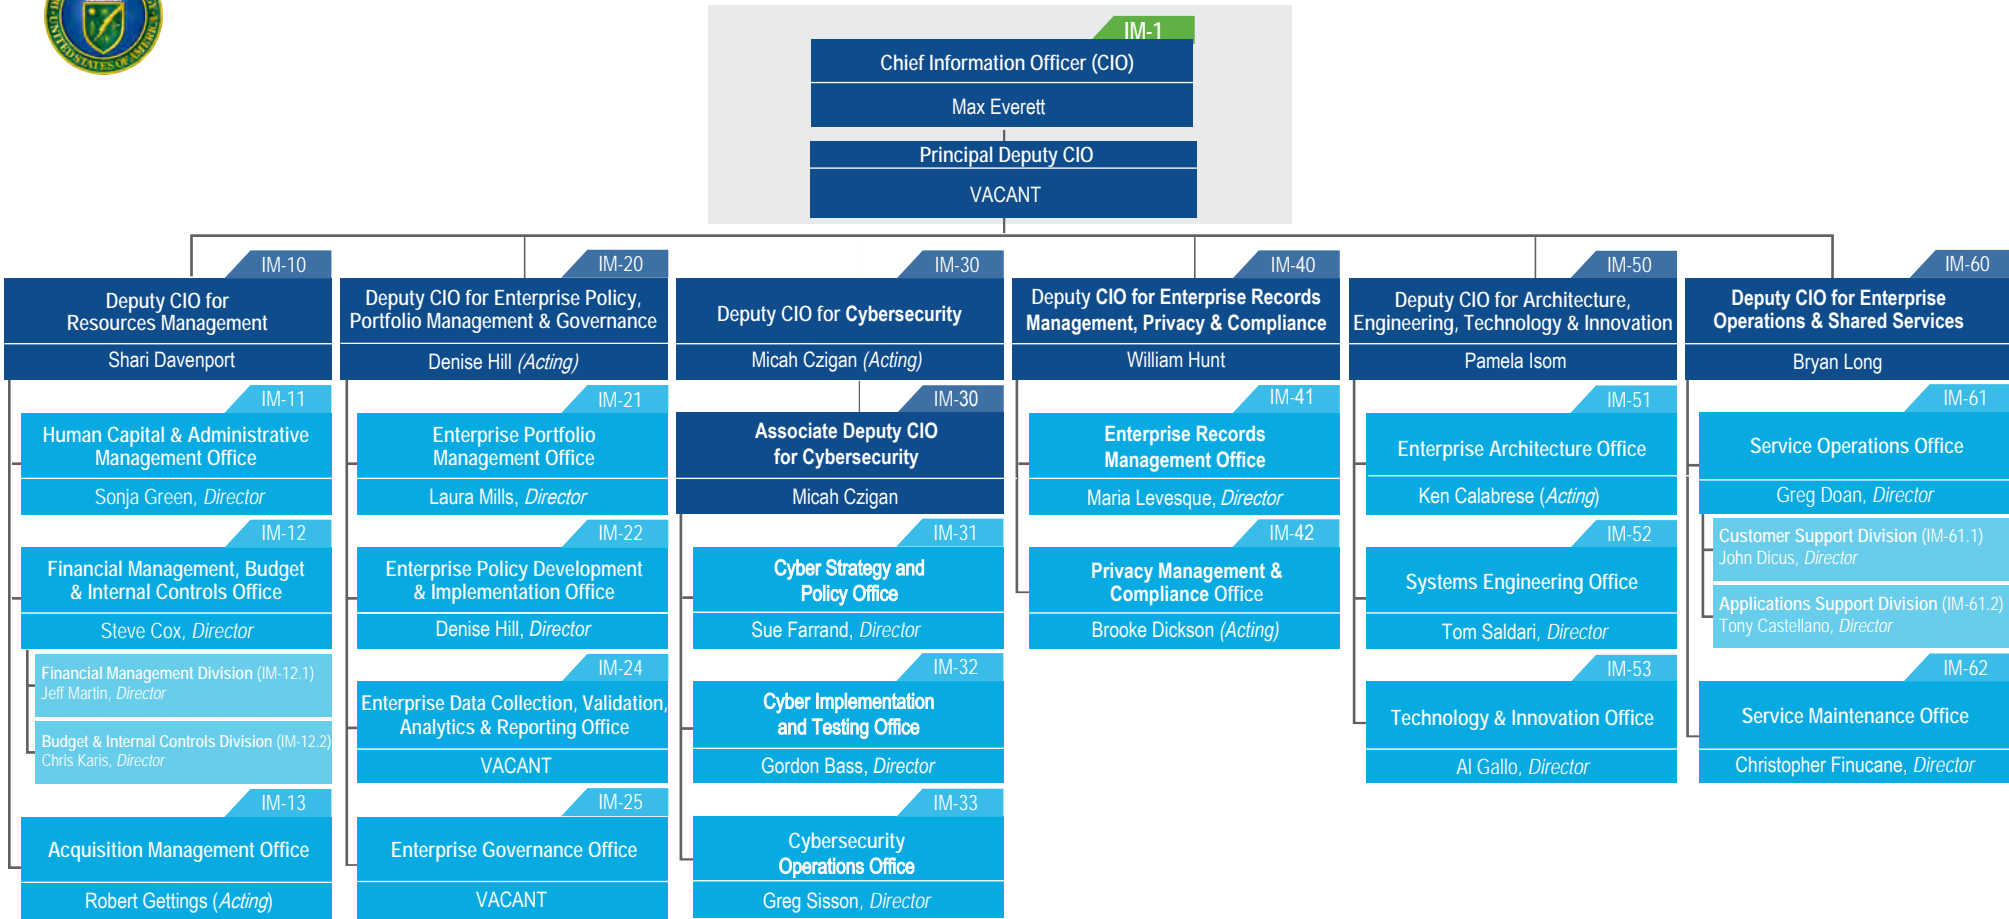 UNITED STATES OF AMERICA
IM-1
Chief Information Officer (CIO)
Max Everett
Principal Deputy CIO
VACANT
IM-10
Deputy CIO for
Resources Management
Shari Davenport
IM-11
Human Capital & Administrative
Management Office
Sonja Green, Director
IM-12
Financial Management, Budget
& Internal Controls Office
Steve Cox, Director
Financial Management Division (IM-12.1)
Jeff Martin, Director
Budget & Internal Controls Division (IM-12.2)
Chris Karis, Director
IM-13
Acquisition Management Office
Robert Gettings (Acting)
IM-20
Deputy CIO for Enterprise Policy,
Portfolio Management & Governance
Denise Hill (Acting)
IM-21
Enterprise Portfolio
Management Office
Laura Mills, Director
IM-22
Enterprise Policy Development
& Implementation Office
Denise Hill, Director
IM-24
Enterprise Data Collection, Validation,
Analytics & Reporting Office
VACANT
IM-25
Enterprise Governance Office
VACANT
IM-30
Deputy CIO for Cybersecurity
Micah Czigan (Acting)
IM-30
Associate Deputy CIO
for Cybersecurity
Micah Czigan
IM-31
Cyber Strategy and
Policy Office
Sue Farrand, Director
IM-32
Cyber Implementation
and Testing Office
Gordon Bass, Director
IM-33
Cybersecurity
Operations Office
Greg Sisson, Director
IM-40
Deputy CIO for Enterprise Records
Management, Privacy & Compliance
William Hunt
IM-41
Enterprise Records
Management Office
Maria Levesque, Director
IM-42
Privacy Management &
Compliance Office
Brooke Dickson (Acting)
IM-50
Deputy CIO for Architecture,
Engineering, Technology & Innovation
Pamela Isom
IM-51
Enterprise Architecture Office
Ken Calabrese (Acting)
IM-52
Systems Engineering Office
Tom Saldari, Director
IM-53
Technology & Innovation Office
Al Gallo, Director
IM-60
Deputy CIO for Enterprise
Operations & Shared Services
Bryan Long
IM-61
Service Operations Office
Greg Doan, Director
Customer Support Division (IM-61.1)
John Dicus, Director
Applications Support Division (IM-61.2)
Tony Castellano, Director
IM-62
Service Maintenance Office
Christopher Finucane, Director